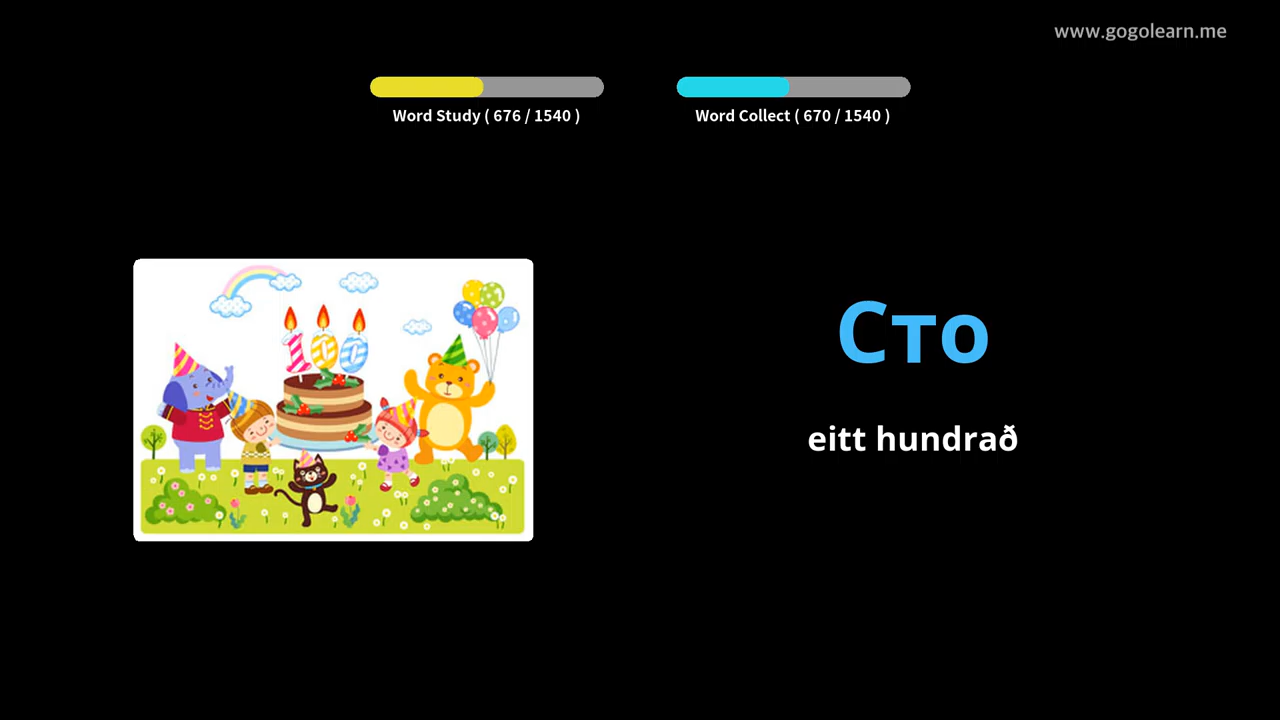 www.gogolearn.me
Word Study ( 676 / 1540 )
Word Collect ( 670 / 1540 )
100
Сто
eitt hundrað